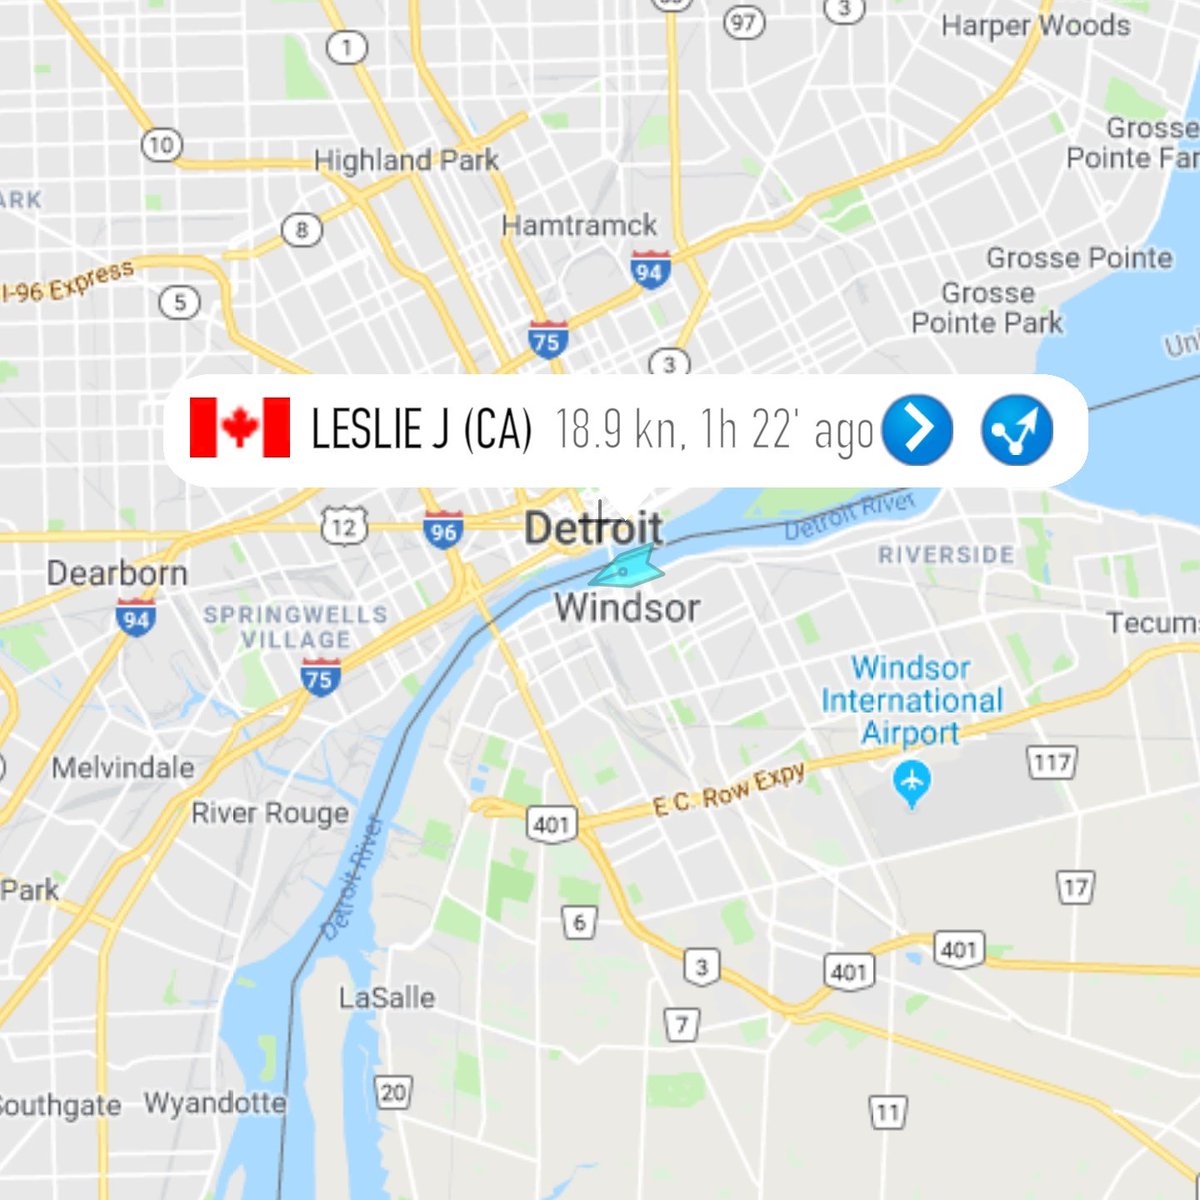 97
3
Harper Woods
1
10
Highland Park
Grosse
Pointe Far
ARK
8
Hamtramck
94
I-96 Express
5
Grosse Pointe
Grosse
Pointe Park
75
3
LESLIE J (CA) 18.9 kn, 1h 22' ago
12
96
Detroit
Detroit River
RIVERSIDE
Dearborn
94
SPRINGWELLS
VILLAGE
Windsor
Tecums
75
Windsor
International
Airport
Melvindale
117
River Rouge
E C Row Expy
401
Detroit River
Park
17
6
3
401
401
LaSalle
7
20
Southgate
Wyandotte
11